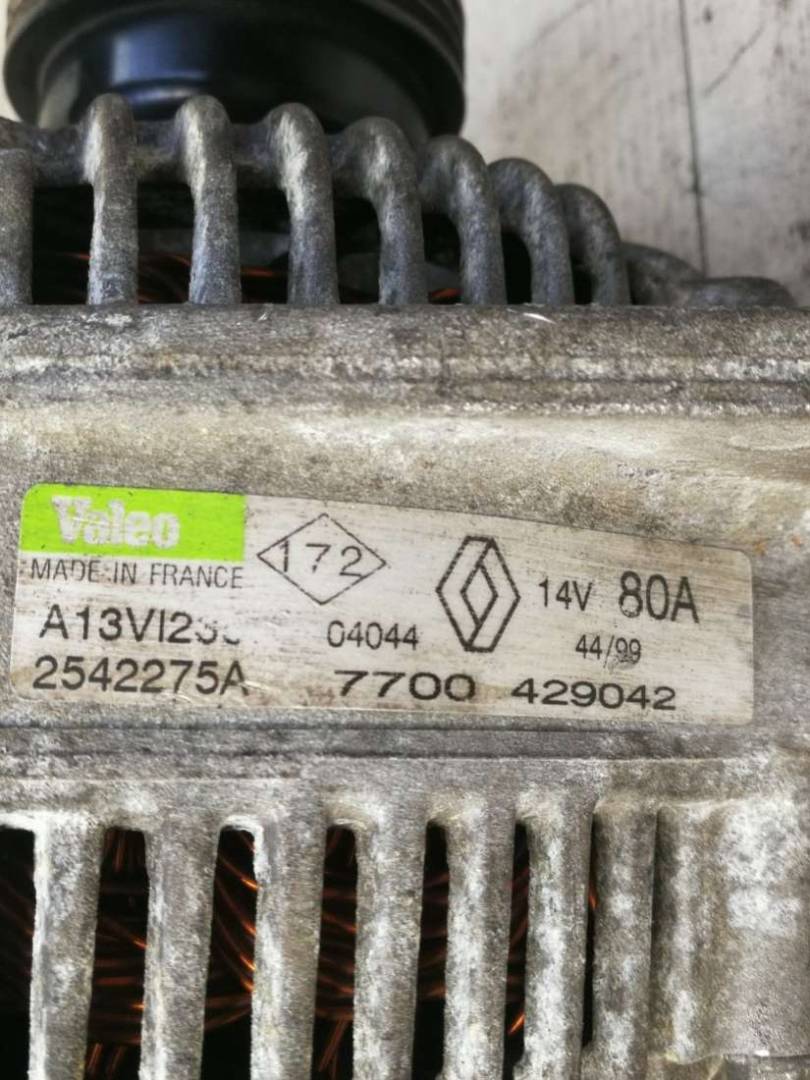 Valeo
MADE IN FRANCE
172
14V 80A
04044
44/99
2542275A
7700 429042